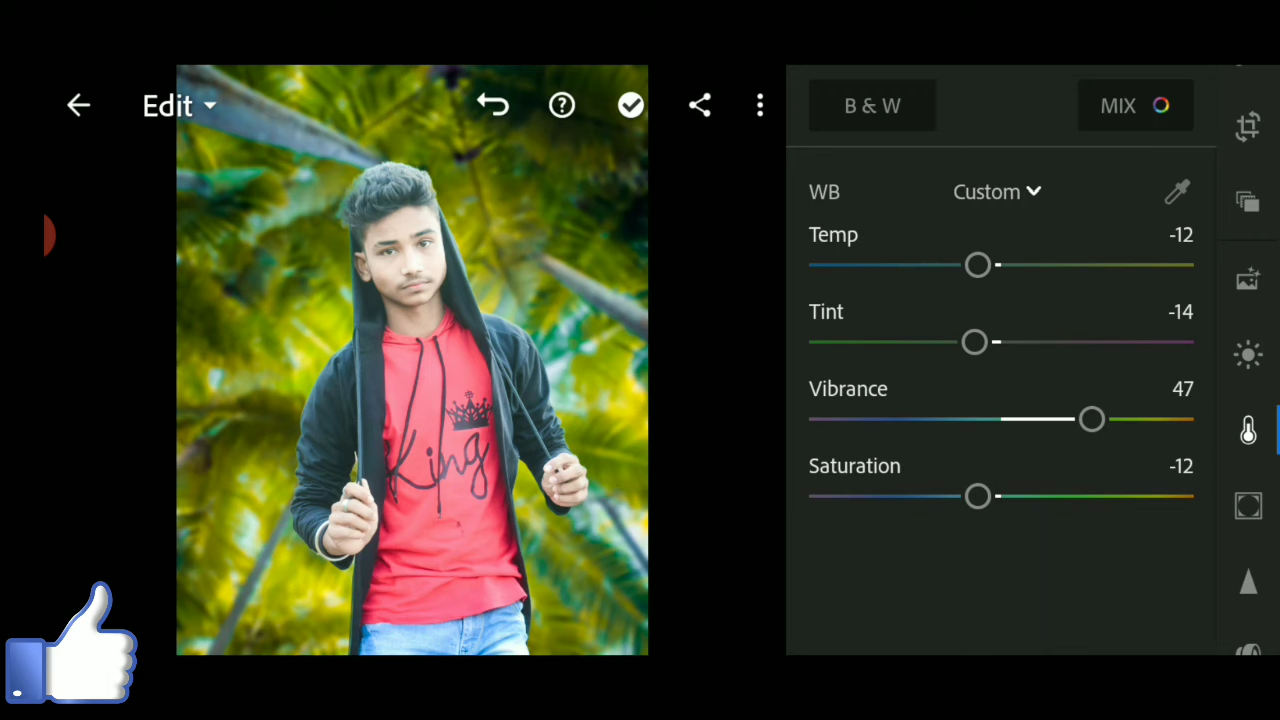 Edit
B & W
MIX
WB
Custom
Temp
-12
Tint
-14
Vibrance
47
Saturation
-12
King